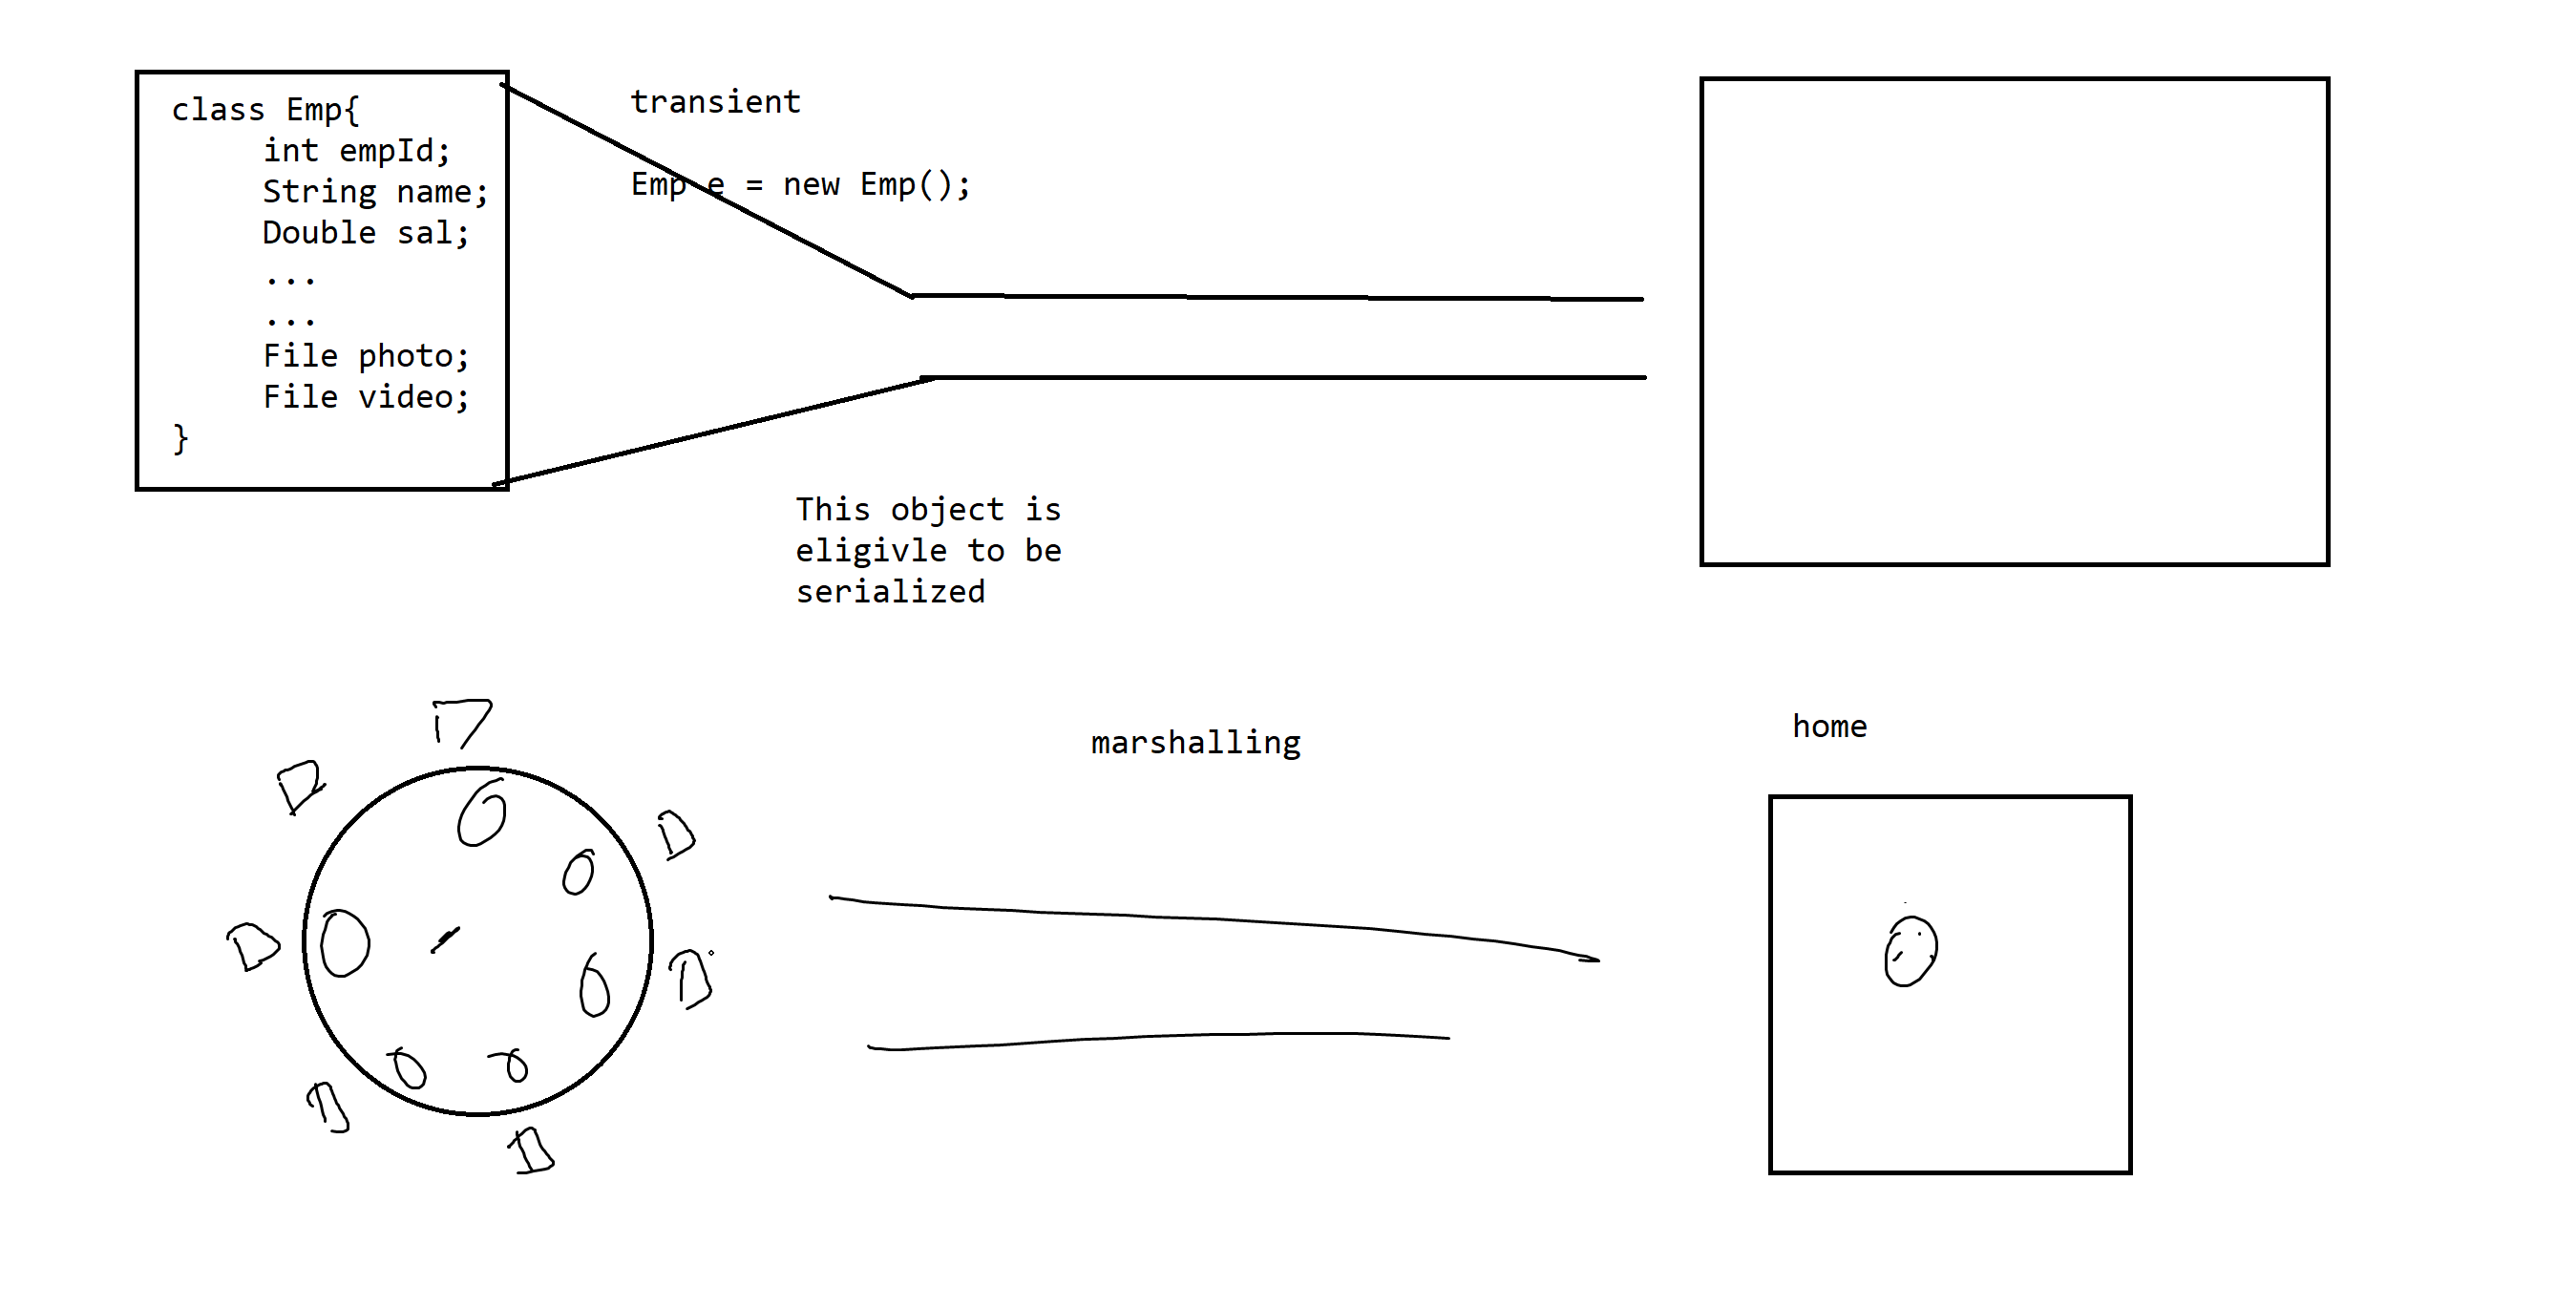 class Emp{
int empId;
String name;
Double sal;
...
...
File photo;
File video;
}
transient
Emp e = new Emp();
This object is
eligivle to be
serialized
marshalling
home